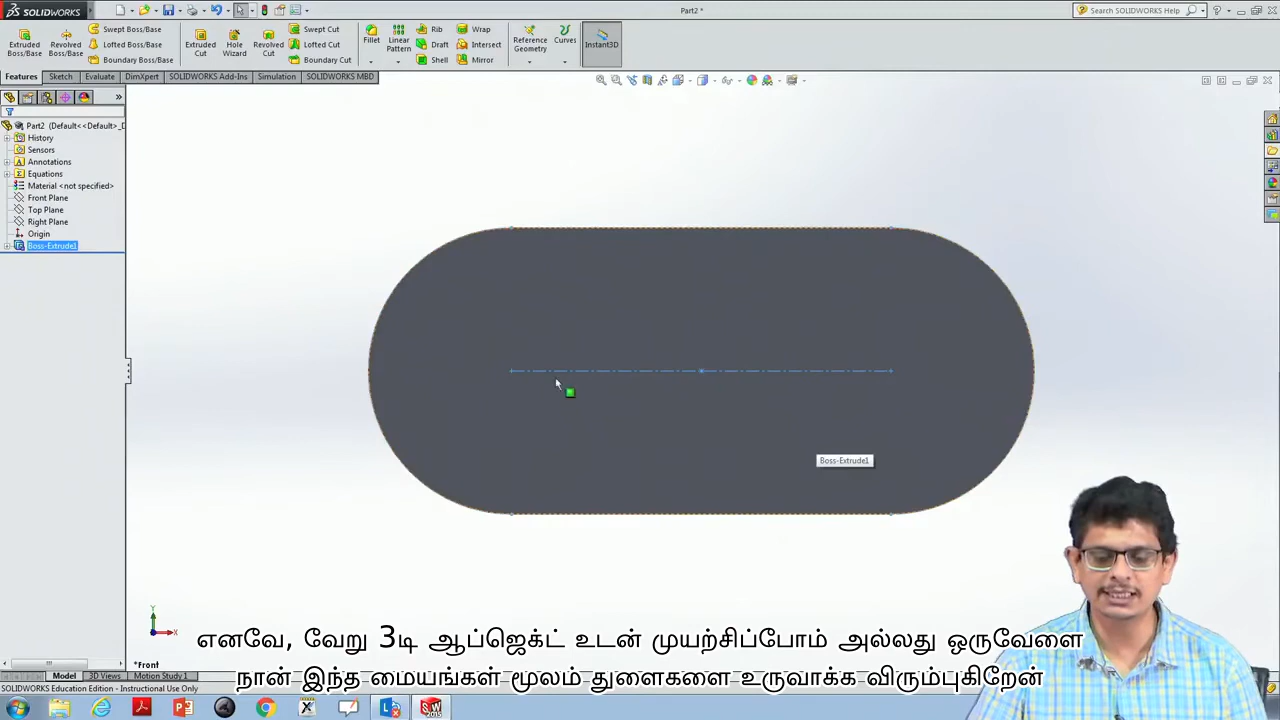 SOLIDWORKS
Part2 *
Search SOLIDWORKS Help
Extruded Boss/Base
Revolved Boss/Base
Swept Boss/Base
Lofted Boss/Base
Boundary Boss/Base
Extruded Cut
Hole Wizard
Revolved Cut
Swept Cut
Lofted Cut
Boundary Cut
Fillet
Linear Pattern
Rib
Draft
Shell
Wrap
Intersect
Mirror
Reference Geometry
Curves
Instant3D
Features
Sketch
Evaluate
DimXpert
SOLIDWORKS Add-Ins
Simulation
SOLIDWORKS MBD
Part2 (Default<<Default>_D
History
Sensors
Annotations
Equations
Material <not specified>
Front Plane
Top Plane
Right Plane
Origin
Boss-Extrude1
Boss-Extrude1
Y
X
*Front
எனவே, வேறு 3டி ஆப்ஜெக்ட் உடன் முயற்சிப்போம் அல்லது ஒருவேளை
நான் இந்த மையங்கள் மூலம் துளைகளை உருவாக்க விரும்புகிறேன்
Model
3D Views
Motion Study 1
SOLIDWORKS Education Edition - Instructional Use Only